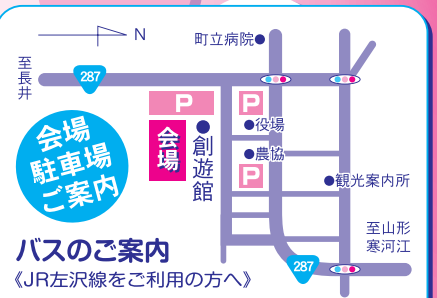 N
町立病院
至長井
287
P
P
会場
駐車場
ご案内
会場
創遊館
役場
農協
P
観光案内所
至山形
寒河江
287
バスのご案内
《JR左沢線をご利用の方へ》